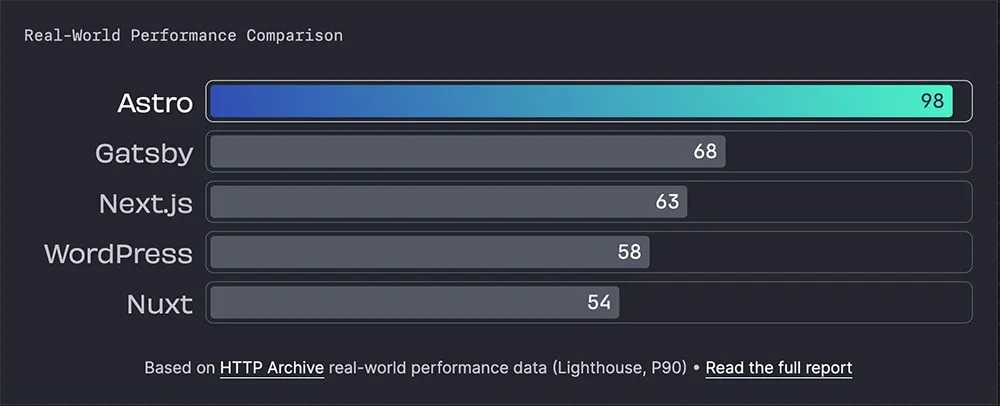 Real-World Performance Comparison
Astro 98
Gatsby 68
Next.js 63
WordPress 58
Nuxt 54
Based on HTTP Archive real-world performance data (Lighthouse, P90) • Read the full report